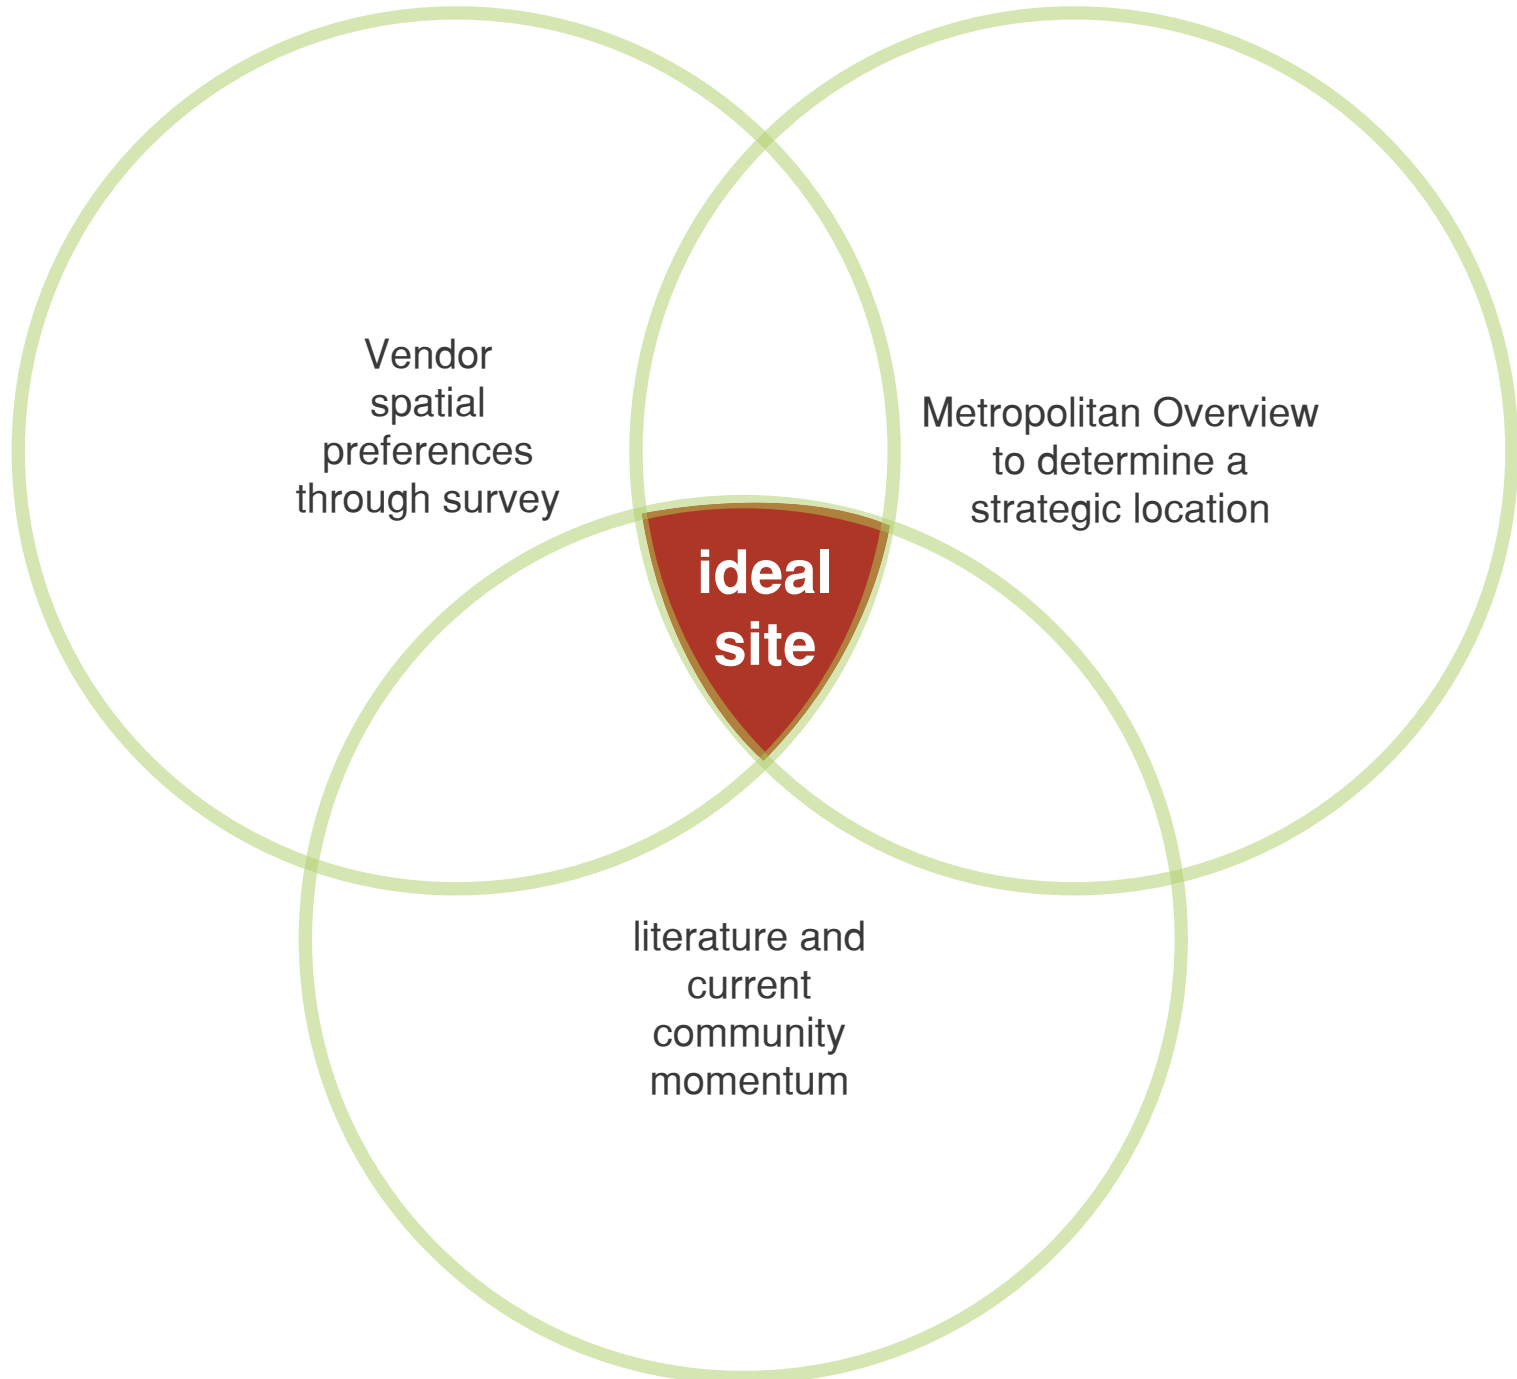 Vendor
spatial
preferences
through survey
Metropolitan Overview
to determine a
strategic location
ideal
site
literature and
current
community
momentum